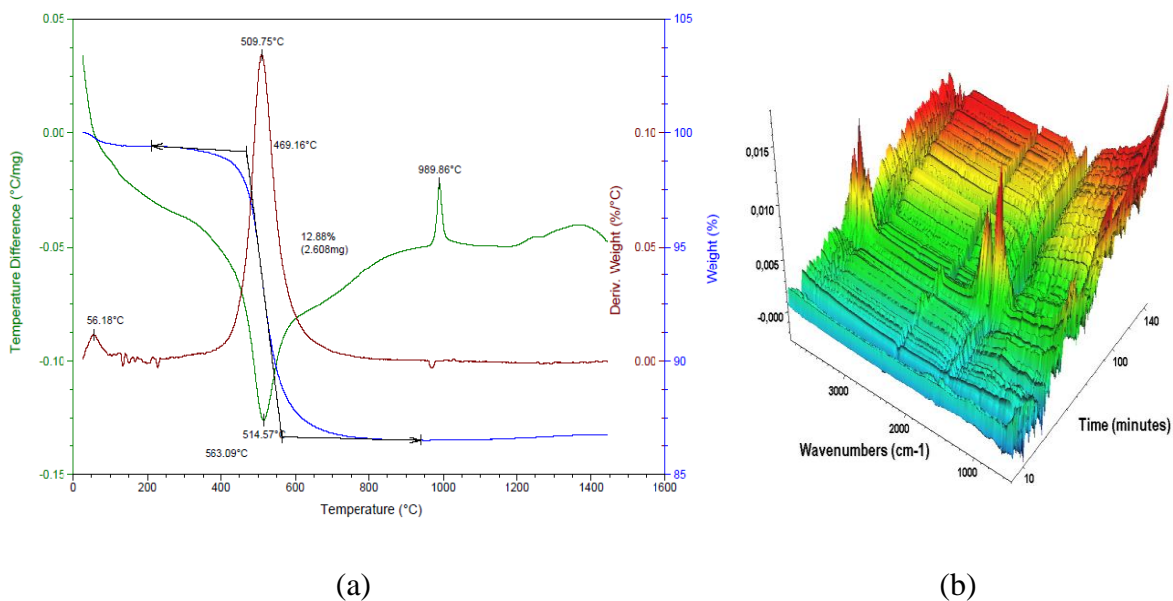 0.05
0.00
-0.05
-0.10
-0.15
Temperature Difference (°C/mg)
509.75°C
469.16°C
989.86°C
12.88%
(2.608mg)
56.18°C
514.57°C
563.09°C
0 200 400 600 800 1000 1200 1400 1600
Temperature (°C)
0.10
0.05
0.00
Deriv. Weight (%/°C)
105
100
95
90
85
Weight (%)
0,015
0,010
0,005
-0,000
3000
2000
1000
Wavenumbers (cm-1)
140
100
10
Time (minutes)
(a)
(b)